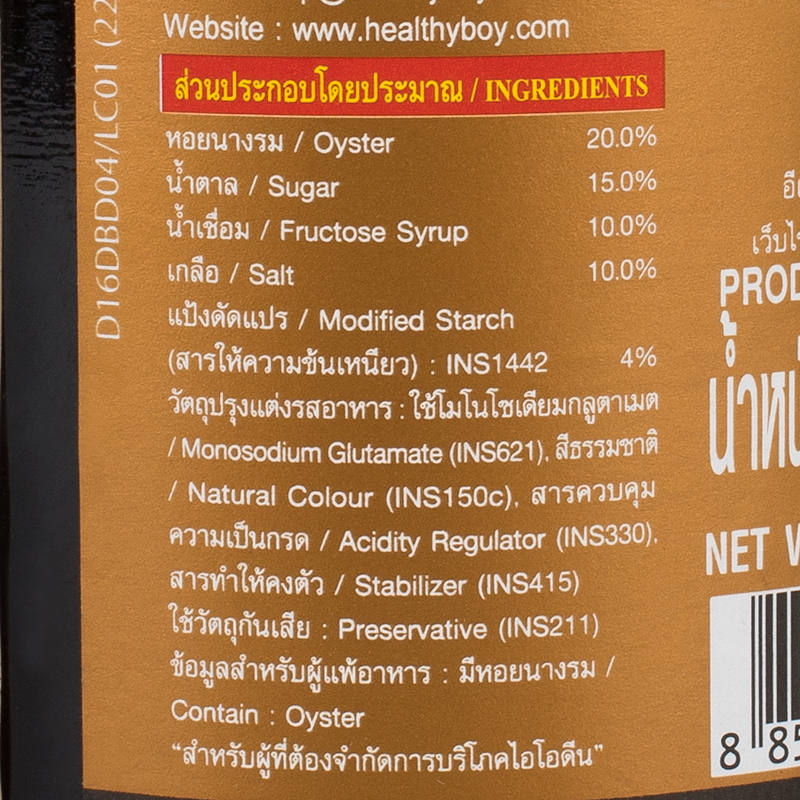 Website : www.healthyboy.com
ส่วนประกอบโดยประมาณ / INGREDIENTS
หอยนางรม / Oyster 20.0%
น้ำตาล / Sugar 15.0%
น้ำเชื่อม / Fructose Syrup 10.0%
เกลือ / Salt 10.0%
แป้งดัดแปร / Modified Starch
(สารให้ความข้นเหนียว) : INS1442 4%
วัตถุปรุงแต่งรสอาหาร : ใช้โมโนโซเดียมกลูตาเมต
/ Monosodium Glutamate (INS621), สีธรรมชาติ
/ Natural Colour (INS150c), สารควบคุม
ความเป็นกรด / Acidity Regulator (INS330),
สารทำให้คงตัว / Stabilizer (INS415)
ใช้วัตถุกันเสีย : Preservative (INS211)
ข้อมูลสำหรับผู้แพ้อาหาร : มีหอยนางรม /
Contain : Oyster
“สำหรับผู้ที่ต้องจำกัดการบริโภคไอโอดีน”
D16DBD04/LC01 (22
PROD
NET
8 85